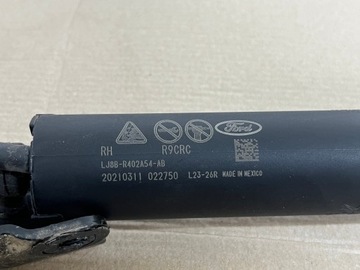 Ford
RH R9CRC
LJ8B-R402A54-AB
20210311 022750 L23-26R MADE IN MEXICO